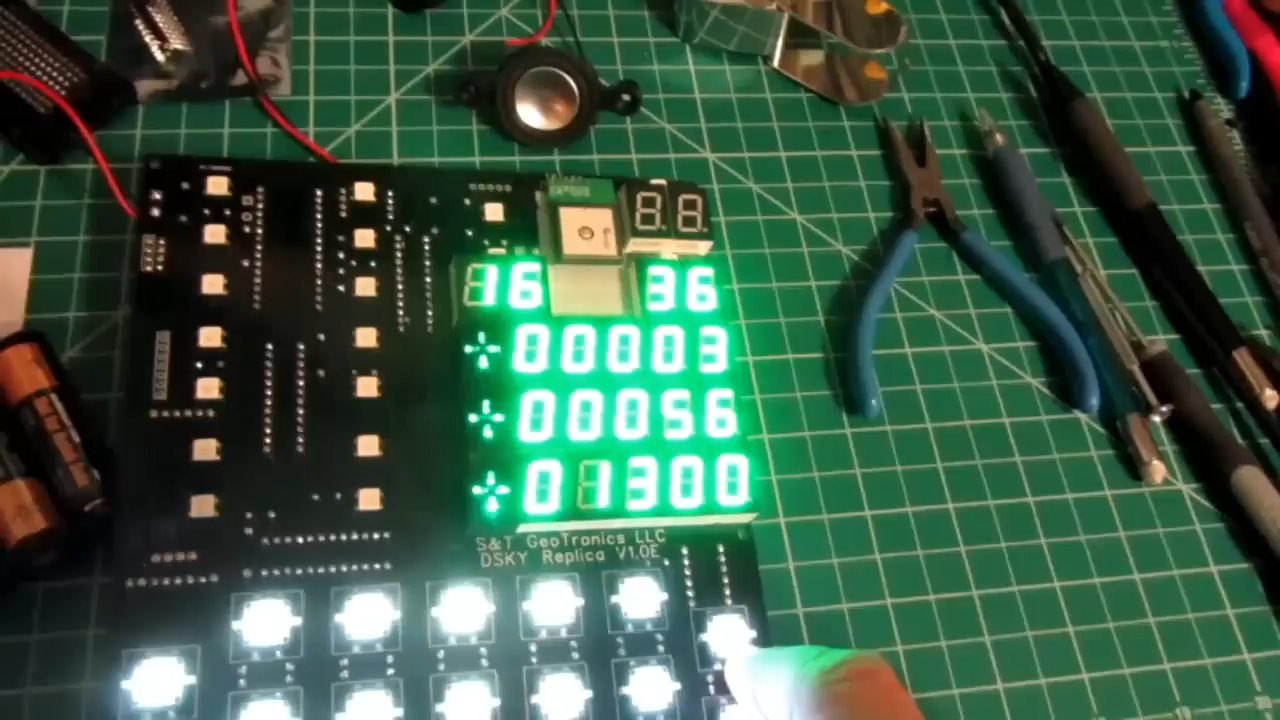 16 36
+00003
+00056
+01300
S&T GeoTronics LLC
DSKY Replica V1.0E